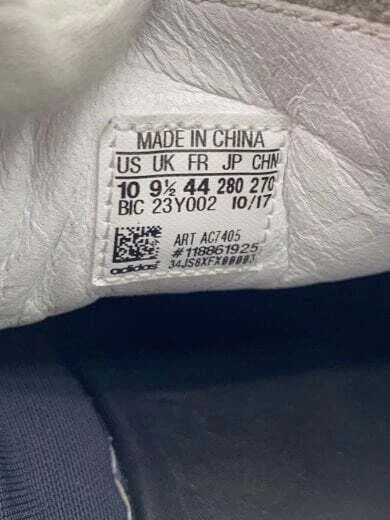 MADE IN CHINA
US UK FR JP CHN
10 9½ 44 280 270
BIC 23Y002 10/17
ART AC7405
#118861925
adidas